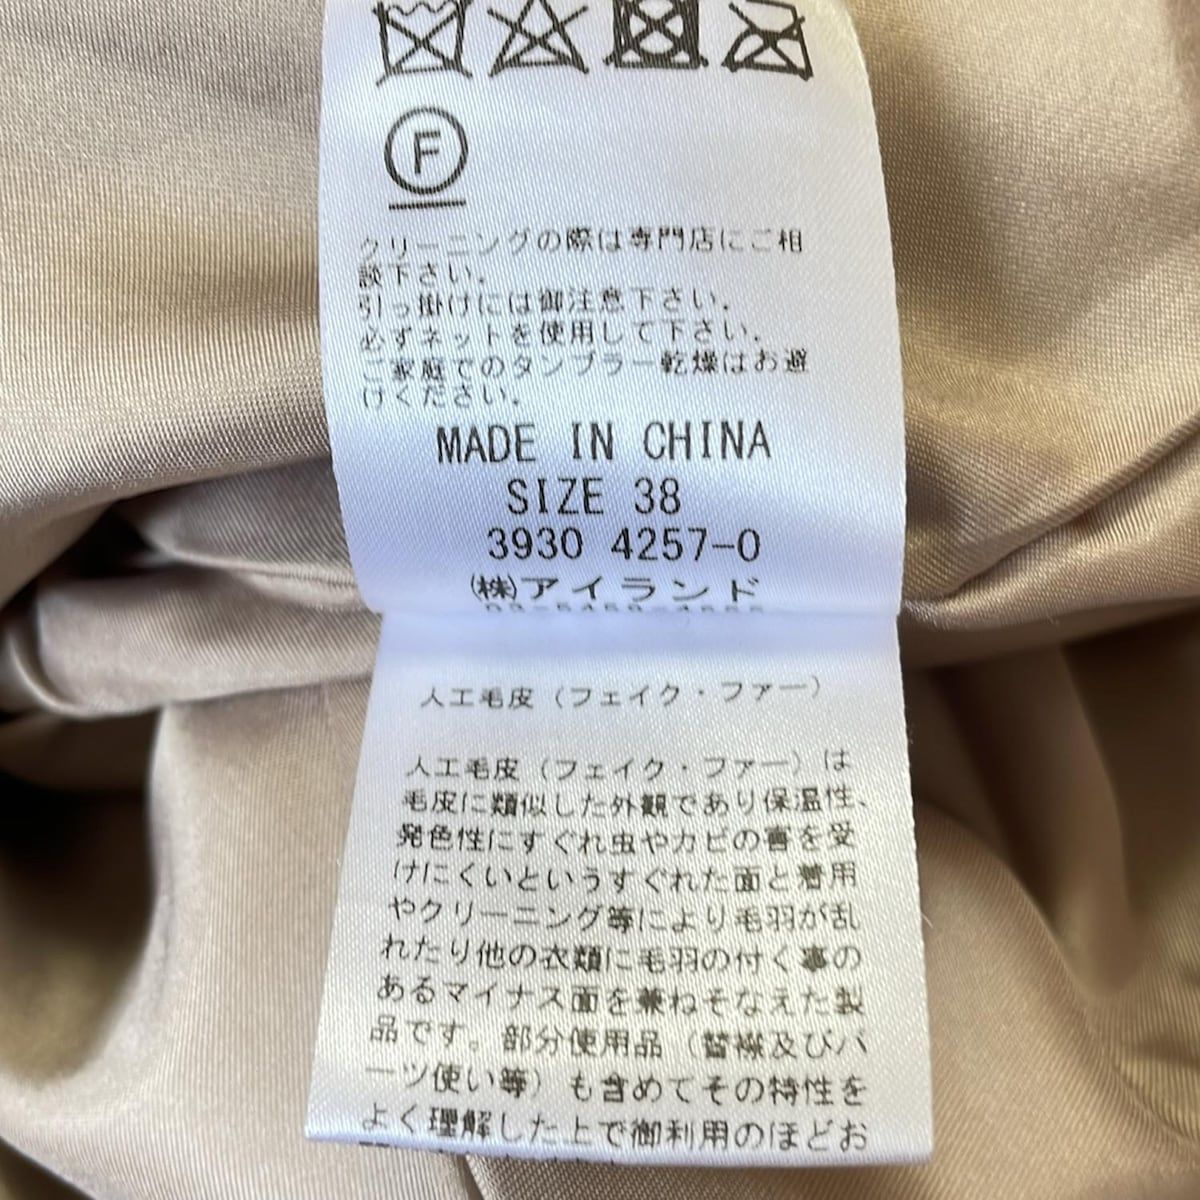 F
クリーニングの際は専門店にご相
談下さい.
引っ掛けには御注意下さい.
必ずネットを使用して下さい.
ご家庭でのタンブラー乾燥はお避
けください.
MADE IN CHINA
SIZE 38
3930 4257-0
(株)アイランド
人工毛皮(フェイク・ファー)
人工毛皮(フェイク・ファー)は
毛皮に類似した外観であり保温性、
発色性にすぐれ虫やカビの害を受
けにくいというすぐれた面と着用
やクリーニング等により毛羽が乱
れたり他の衣類に毛羽の付く事の
あるマイナス面を兼ねそなえた製
品です。部分使用品(替襟及びパ
ーツ使い等)も含めてその特性を
よく理解した上で御利用のほどお